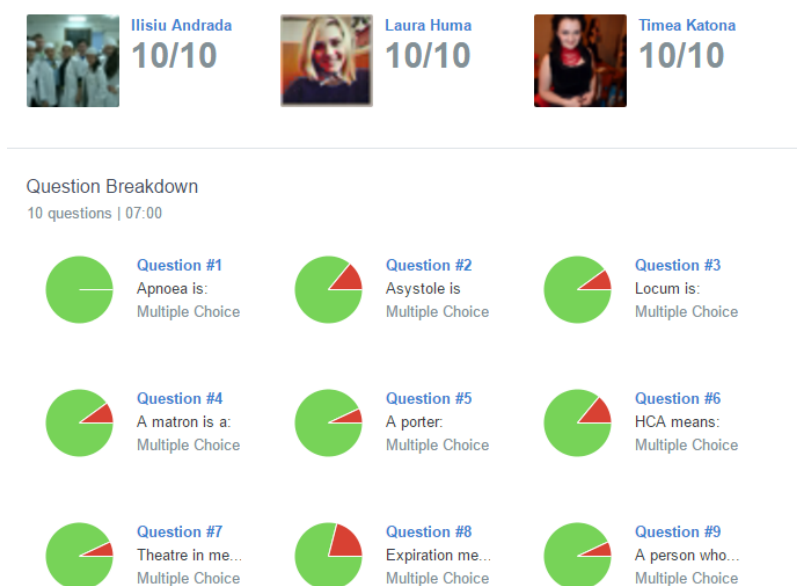 Ilisiu Andrada
10/10
Laura Huma
10/10
Timea Katona
10/10
Question Breakdown
10 questions | 07:00
Question #1
Apnoea is:
Multiple Choice
Question #2
Asystole is
Multiple Choice
Question #3
Locum is:
Multiple Choice
Question #4
A matron is a:
Multiple Choice
Question #5
A porter:
Multiple Choice
Question #6
HCA means:
Multiple Choice
Question #7
Theatre in me...
Multiple Choice
Question #8
Expiration me...
Multiple Choice
Question #9
A person who...
Multiple Choice